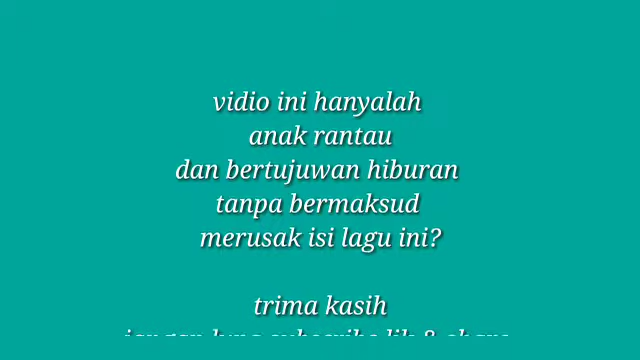 vidio ini hanyalah
anak rantau
dan bertujuwan hiburan
tanpa bermaksud
merusak isi lagu ini?
trima kasih